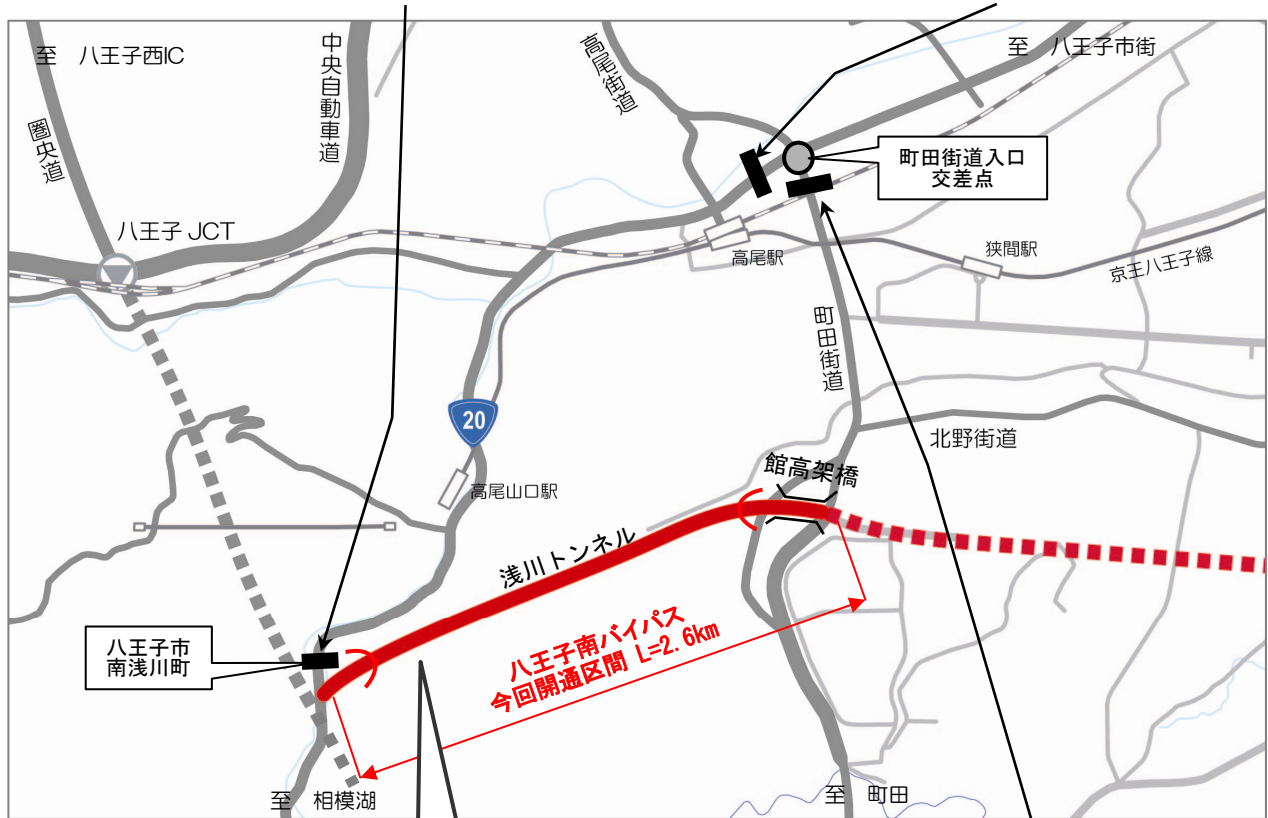 至 八王子西IC
中央自動車道
高尾街道
至 八王子市街
圏央道
町田街道入口
交差点
八王子 JCT
高尾駅
狭間駅
京王八王子線
町田街道
20
北野街道
館高架橋
高尾山口駅
浅川トンネル
八王子市
南浅川町
八王子南バイパス
今回開通区間 L=2.6km
至 相模湖
至 町田